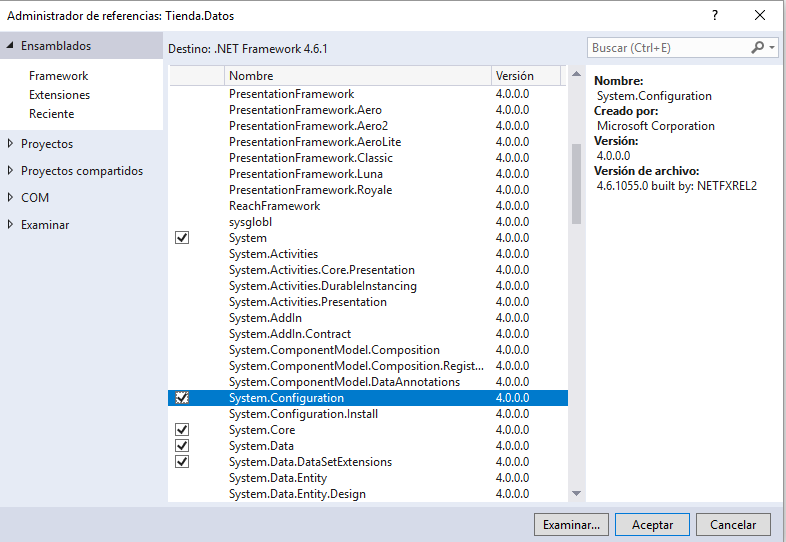 Administrador de referencias: Tienda.Datos
?
Ensamblados
Framework
Extensiones
Reciente
Proyectos
Proyectos compartidos
COM
Examinar
Destino: .NET Framework 4.6.1
Buscar (Ctrl+E)
Nombre Versión
PresentationFramework 4.0.0.0
PresentationFramework.Aero 4.0.0.0
PresentationFramework.Aero2 4.0.0.0
PresentationFramework.AeroLite 4.0.0.0
PresentationFramework.Classic 4.0.0.0
PresentationFramework.Luna 4.0.0.0
PresentationFramework.Royale 4.0.0.0
ReachFramework 4.0.0.0
sysglobl 4.0.0.0
System 4.0.0.0
System.Activities 4.0.0.0
System.Activities.Core.Presentation 4.0.0.0
System.Activities.DurableInstancing 4.0.0.0
System.Activities.Presentation 4.0.0.0
System.AddIn 4.0.0.0
System.AddIn.Contract 4.0.0.0
System.ComponentModel.Composition 4.0.0.0
System.ComponentModel.Composition.Regist... 4.0.0.0
System.ComponentModel.DataAnnotations 4.0.0.0
System.Configuration 4.0.0.0
System.Configuration.Install 4.0.0.0
System.Core 4.0.0.0
System.Data 4.0.0.0
System.Data.DataSetExtensions 4.0.0.0
System.Data.Entity 4.0.0.0
System.Data.Entity.Design 4.0.0.0
Nombre:
System.Configuration
Creado por:
Microsoft Corporation
Versión:
4.0.0.0
Versión de archivo:
4.6.1055.0 built by: NETFXREL2
Examinar... Aceptar Cancelar